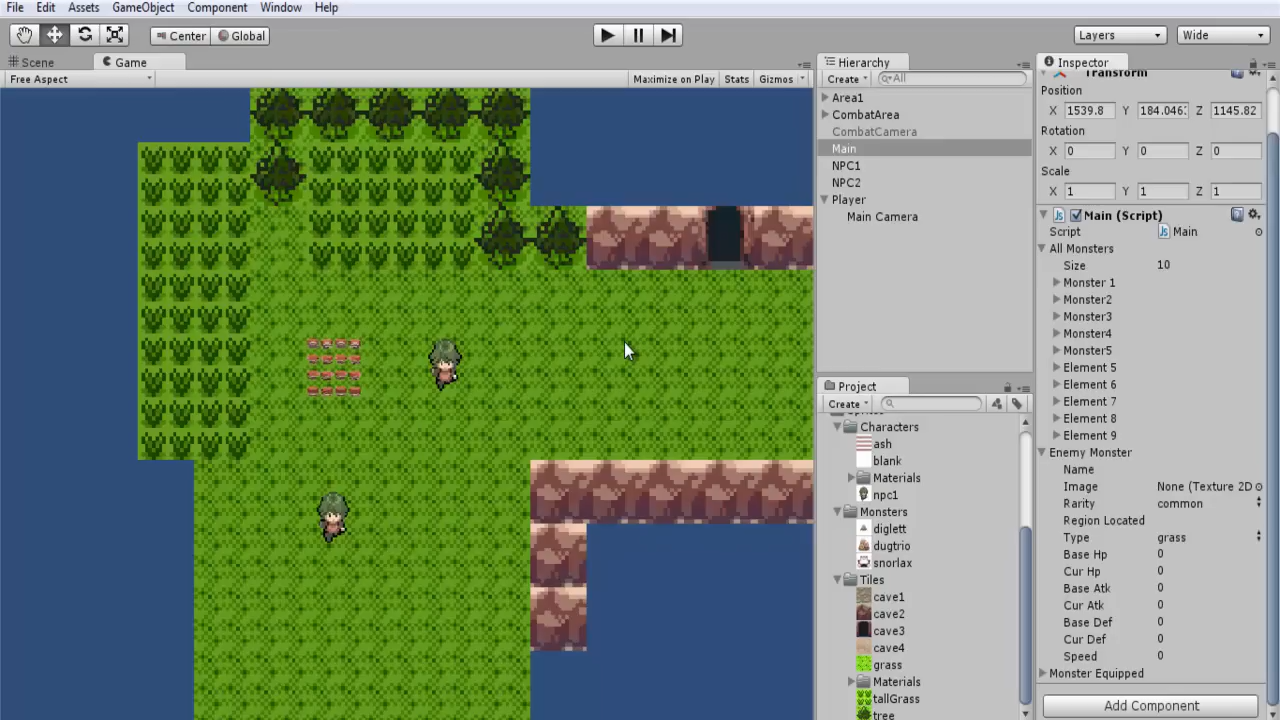 File Edit Assets GameObject Component Window Help
Center Global Layers Wide
Scene Game
Free Aspect Maximize on Play Stats Gizmos
Hierarchy
Create All
Area1
CombatArea
CombatCamera
Main
NPC1
NPC2
Player
Main Camera
Project
Create
Characters
ash
blank
Materials
npc1
Monsters
diglett
dugtrio
snorlax
Tiles
cave1
cave2
cave3
cave4
grass
Materials
tallGrass
tree
Inspector
Transform
Position
X 1539.8 Y 184.046 Z 1145.82
Rotation
X 0 Y 0 Z 0
Scale
X 1 Y 1 Z 1
Main (Script)
Script Main
All Monsters
Size 10
Monster 1
Monster2
Monster3
Monster4
Monster5
Element 5
Element 6
Element 7
Element 8
Element 9
Enemy Monster
Name
Image None (Texture 2D
Rarity common
Region Located
Type grass
Base Hp 0
Cur Hp 0
Base Atk 0
Cur Atk 0
Base Def 0
Cur Def 0
Speed 0
Monster Equipped
Add Component